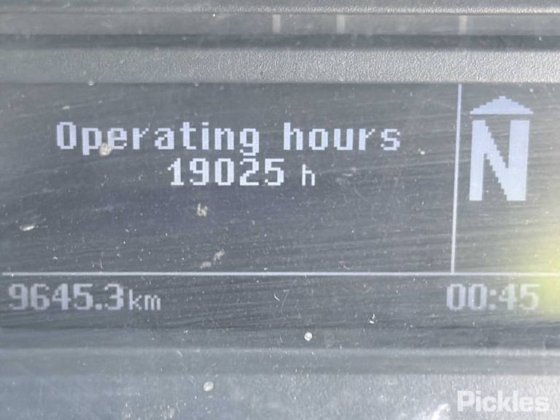 Operating hours
19025 h
N
9645.3km
00:45
Pickles